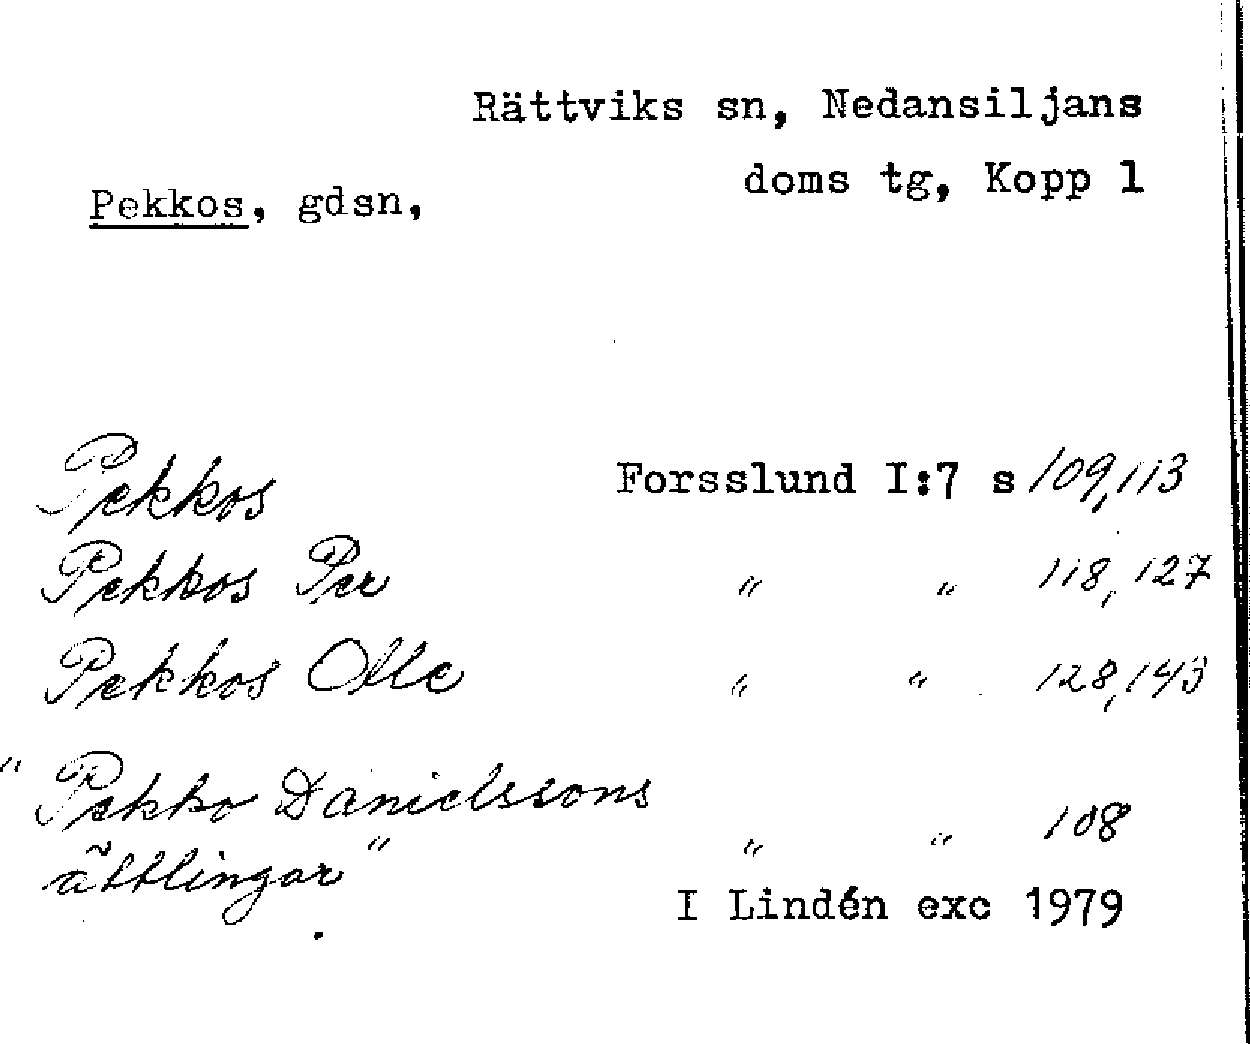 Rättviks sn, Nedansiljans
doms tg, Kopp l
Pekkos, gdsn,
Pekkos Forsslund I:7 s 109,113
Pekkos Per " " 118, 127
Pekkos Olle " " 128,143
"Pekko Danielssons
ättlingar" " " 108
I Lindén exc 1979